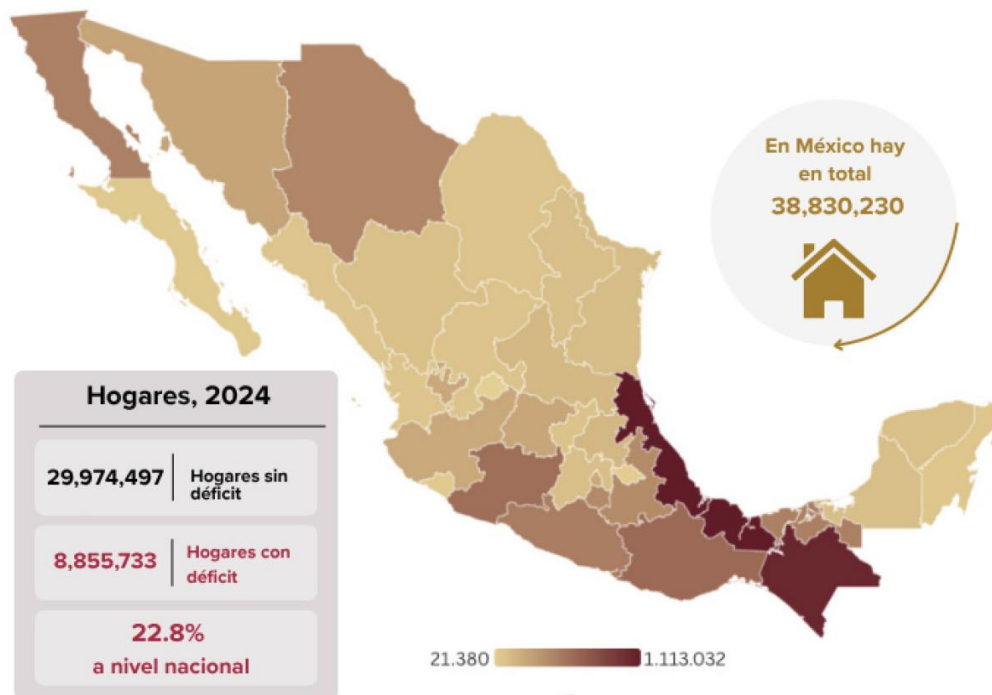 En México hay
en total
38,830,230
Hogares, 2024
29,974,497
Hogares sin
déficit
8,855,733
Hogares con
déficit
22.8%
a nivel nacional
21.380
1.113.032